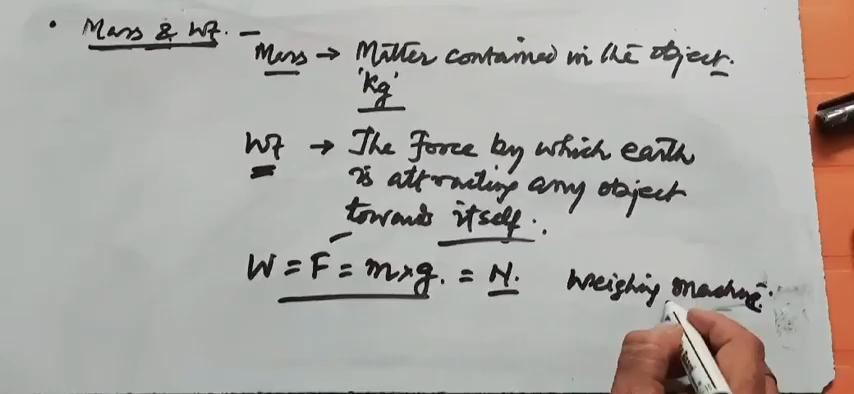 • Mass & Wt. –
Mass → Matter contained in the object.
'Kg'
Wt → The Force by which earth
is attracting any object
towards itself.
W = F = m×g. = N. Weighing machine.